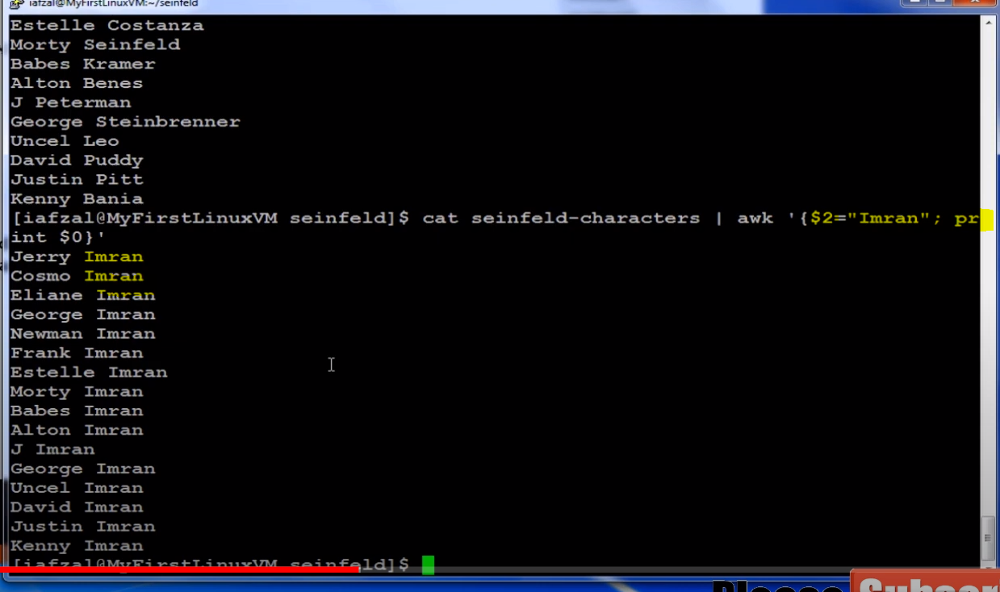 iafzal@MyFirstLinuxVM:~/seinfeld
Estelle Costanza
Morty Seinfeld
Babes Kramer
Alton Benes
J Peterman
George Steinbrenner
Uncel Leo
David Puddy
Justin Pitt
Kenny Bania
[iafzal@MyFirstLinuxVM seinfeld]$ cat seinfeld-characters | awk '{$2="Imran"; pr
int $0}'
Jerry Imran
Cosmo Imran
Eliane Imran
George Imran
Newman Imran
Frank Imran
Estelle Imran
Morty Imran
Babes Imran
Alton Imran
J Imran
George Imran
Uncel Imran
David Imran
Justin Imran
Kenny Imran
[iafzal@MyFirstLinuxVM seinfeld]$